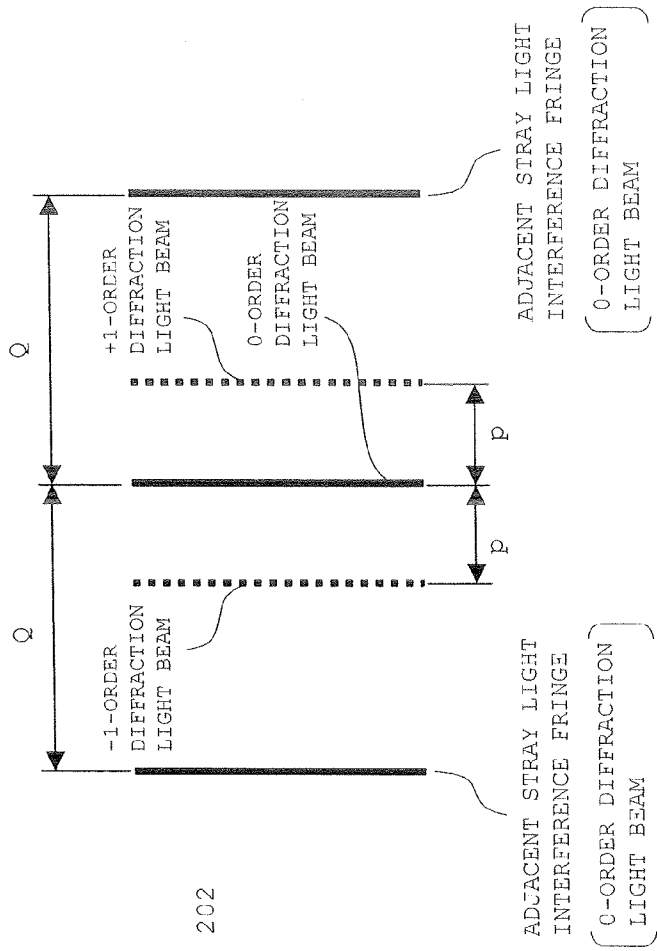 202
Q
Q
-1-ORDER
DIFFRACTION
LIGHT BEAM
+1-ORDER
DIFFRACTION
LIGHT BEAM
0-ORDER
DIFFRACTION
LIGHT BEAM
p
p
ADJACENT STRAY LIGHT
INTERFERENCE FRINGE
0-ORDER DIFFRACTION
LIGHT BEAM
ADJACENT STRAY LIGHT
INTERFERENCE FRINGE
0-ORDER DIFFRACTION
LIGHT BEAM